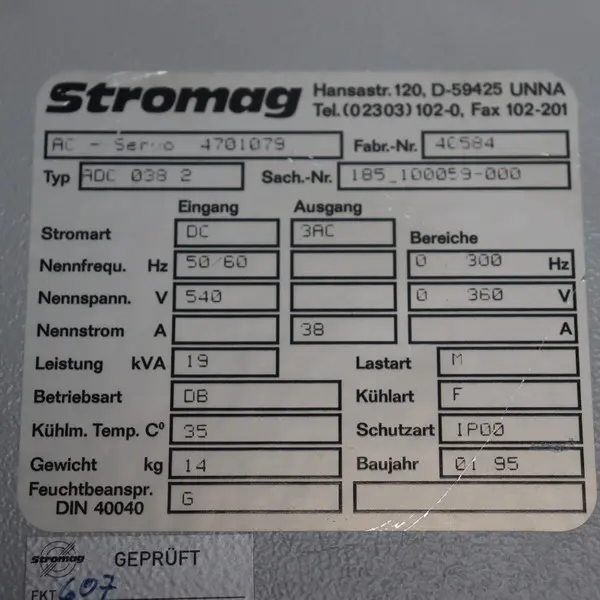 Stromag Hansastr. 120, D-59425 UNNA
Tel. (02303) 102-0, Fax 102-201
AC - Servo 4701079 Fabr.-Nr. 40584
Typ ADC 038 2 Sach.-Nr. 185_100059-000
Eingang Ausgang
Stromart DC 3AC Bereiche
Nennfrequ. Hz 50/60 0 300 Hz
Nennspann. V 540 0 360 V
Nennstrom A 38 A
Leistung kVA 19 Lastart M
Betriebsart DB Kühlart F
Kühlm. Temp. C° 35 Schutzart IP00
Gewicht kg 14 Baujahr 01 95
Feuchtbeanspr. G
DIN 40040
Stromag GEPRÜFT
FKT 607